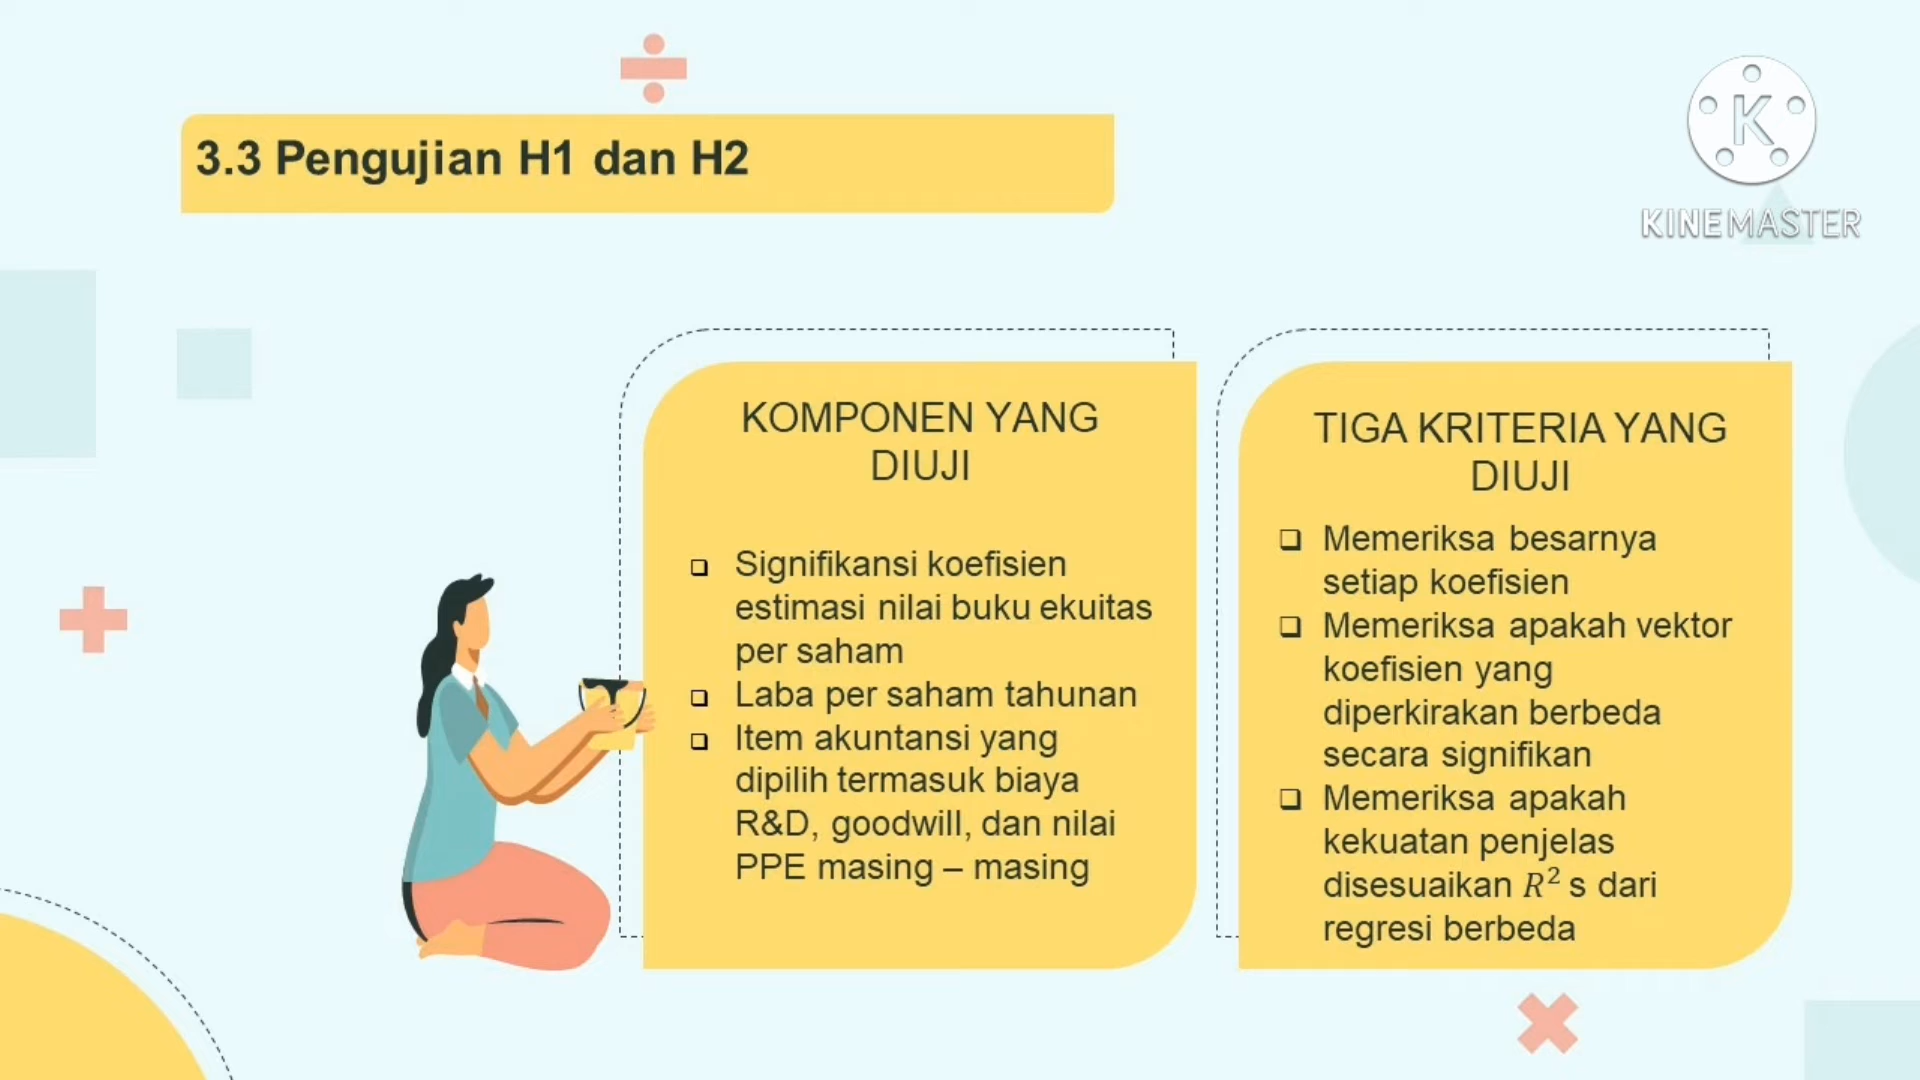 3.3 Pengujian H1 dan H2
K
KINEMASTER
KOMPONEN YANG
DIUJI
❑ Signifikansi koefisien
estimasi nilai buku ekuitas
per saham
❑ Laba per saham tahunan
❑ Item akuntansi yang
dipilih termasuk biaya
R&D, goodwill, dan nilai
PPE masing – masing
TIGA KRITERIA YANG
DIUJI
❑ Memeriksa besarnya
setiap koefisien
❑ Memeriksa apakah vektor
koefisien yang
diperkirakan berbeda
secara signifikan
❑ Memeriksa apakah
kekuatan penjelas
disesuaikan R² s dari
regresi berbeda